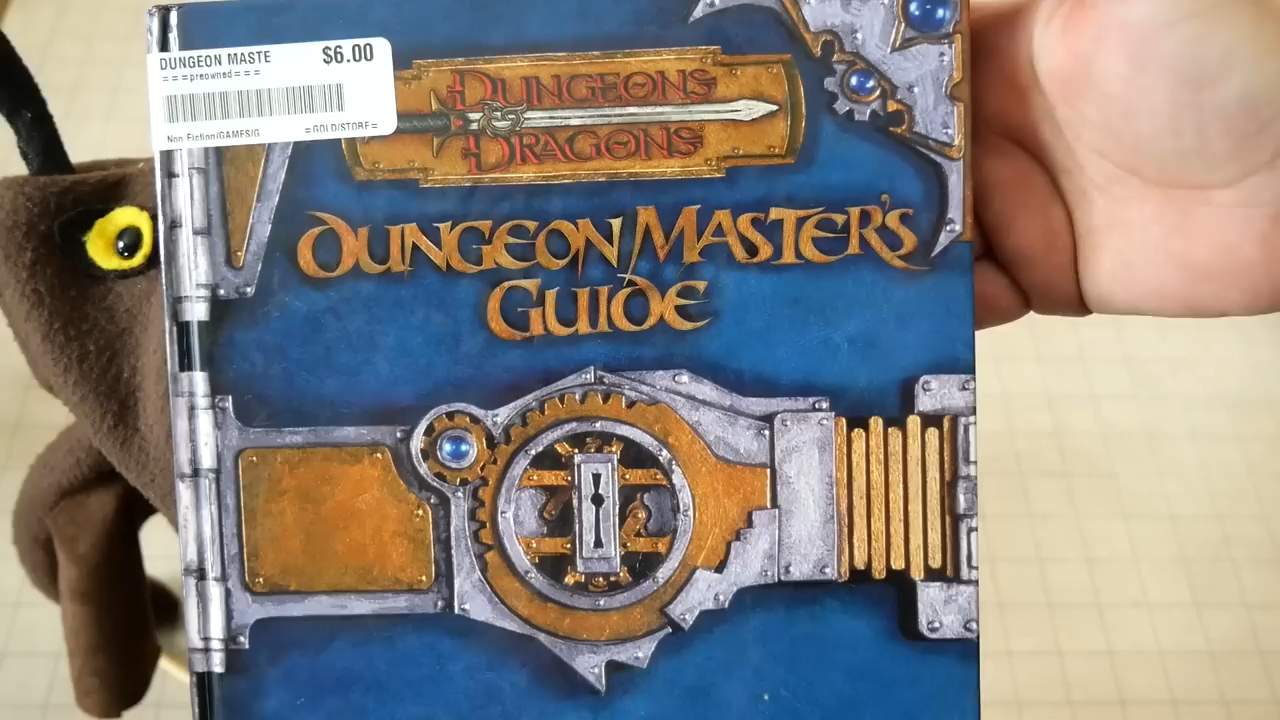 DUNGEON MASTE $6.00
===preowned===
Non Fiction/GAMES/G =GOLD/STORE=
DUNGEONS
&
DRAGONS®
DUNGEON MASTER'S
GUIDE